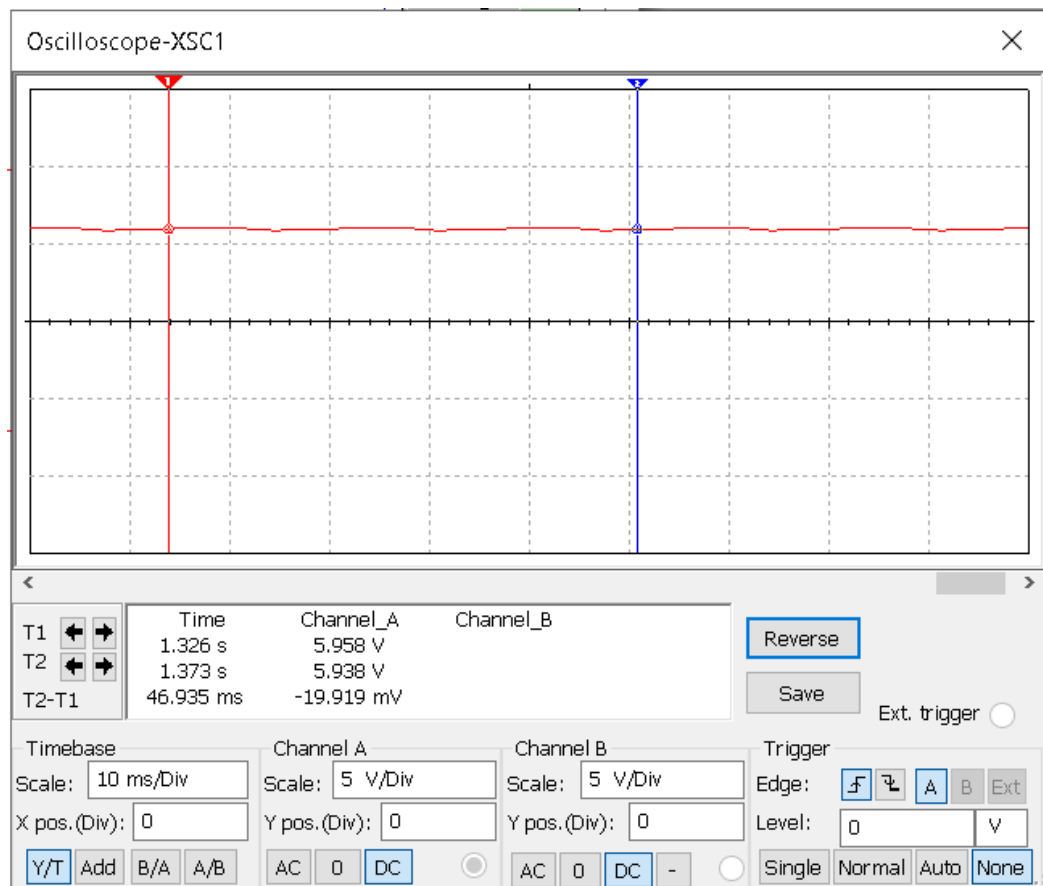 Oscilloscope-XSC1
1
2
Time Channel_A Channel_B
T1 1.326 s 5.958 V
T2 1.373 s 5.938 V
T2-T1 46.935 ms -19.919 mV
Reverse
Save
Ext. trigger
Timebase
Scale: 10 ms/Div
X pos.(Div): 0
Y/T Add B/A A/B
Channel A
Scale: 5 V/Div
Y pos.(Div): 0
AC 0 DC
Channel B
Scale: 5 V/Div
Y pos.(Div): 0
AC 0 DC -
Trigger
Edge: A B Ext
Level: 0 V
Single Normal Auto None